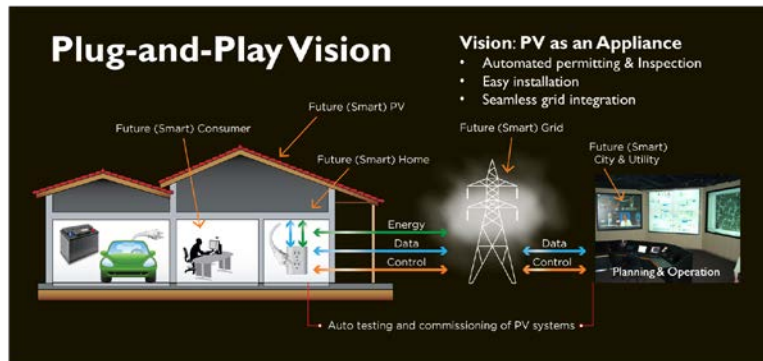 Plug-and-Play Vision
Vision: PV as an Appliance
• Automated permitting & Inspection
• Easy installation
• Seamless grid integration
Future (Smart) PV
Future (Smart) Consumer
Future (Smart) Home
Future (Smart) Grid
Future (Smart)
City & Utility
Energy
Data
Control
Data
Control
Planning & Operation
Auto testing and commissioning of PV systems